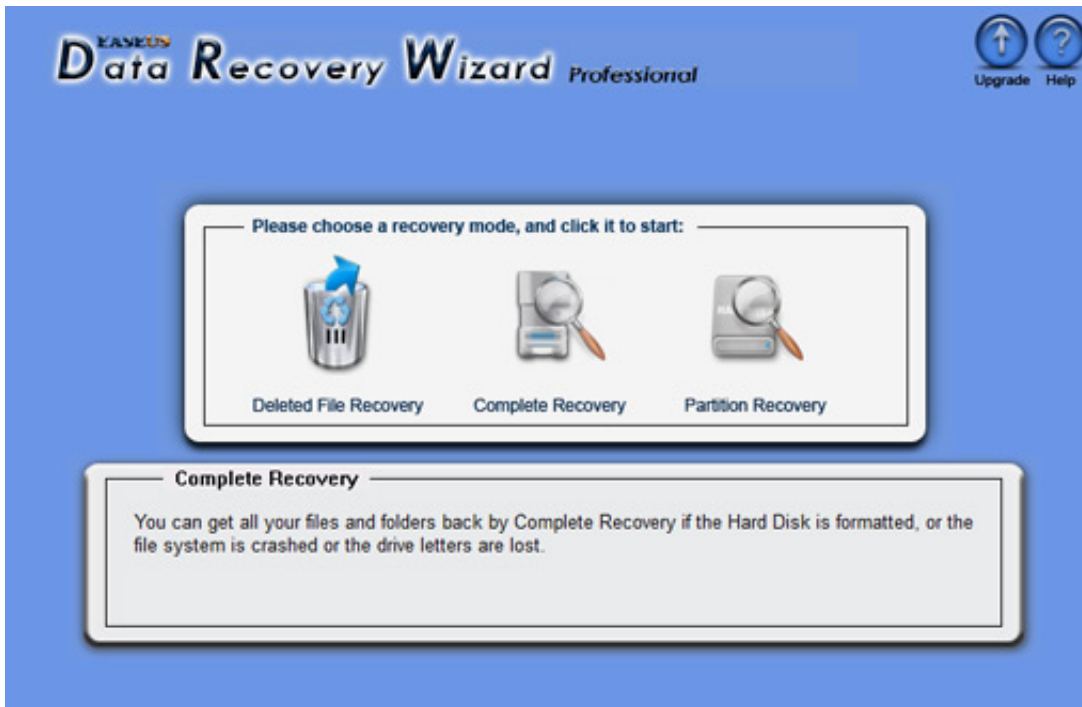 EASEUS
Data Recovery Wizard Professional
Upgrade Help
Please choose a recovery mode, and click it to start:
Deleted File Recovery Complete Recovery Partition Recovery
Complete Recovery
You can get all your files and folders back by Complete Recovery if the Hard Disk is formatted, or the
file system is crashed or the drive letters are lost.